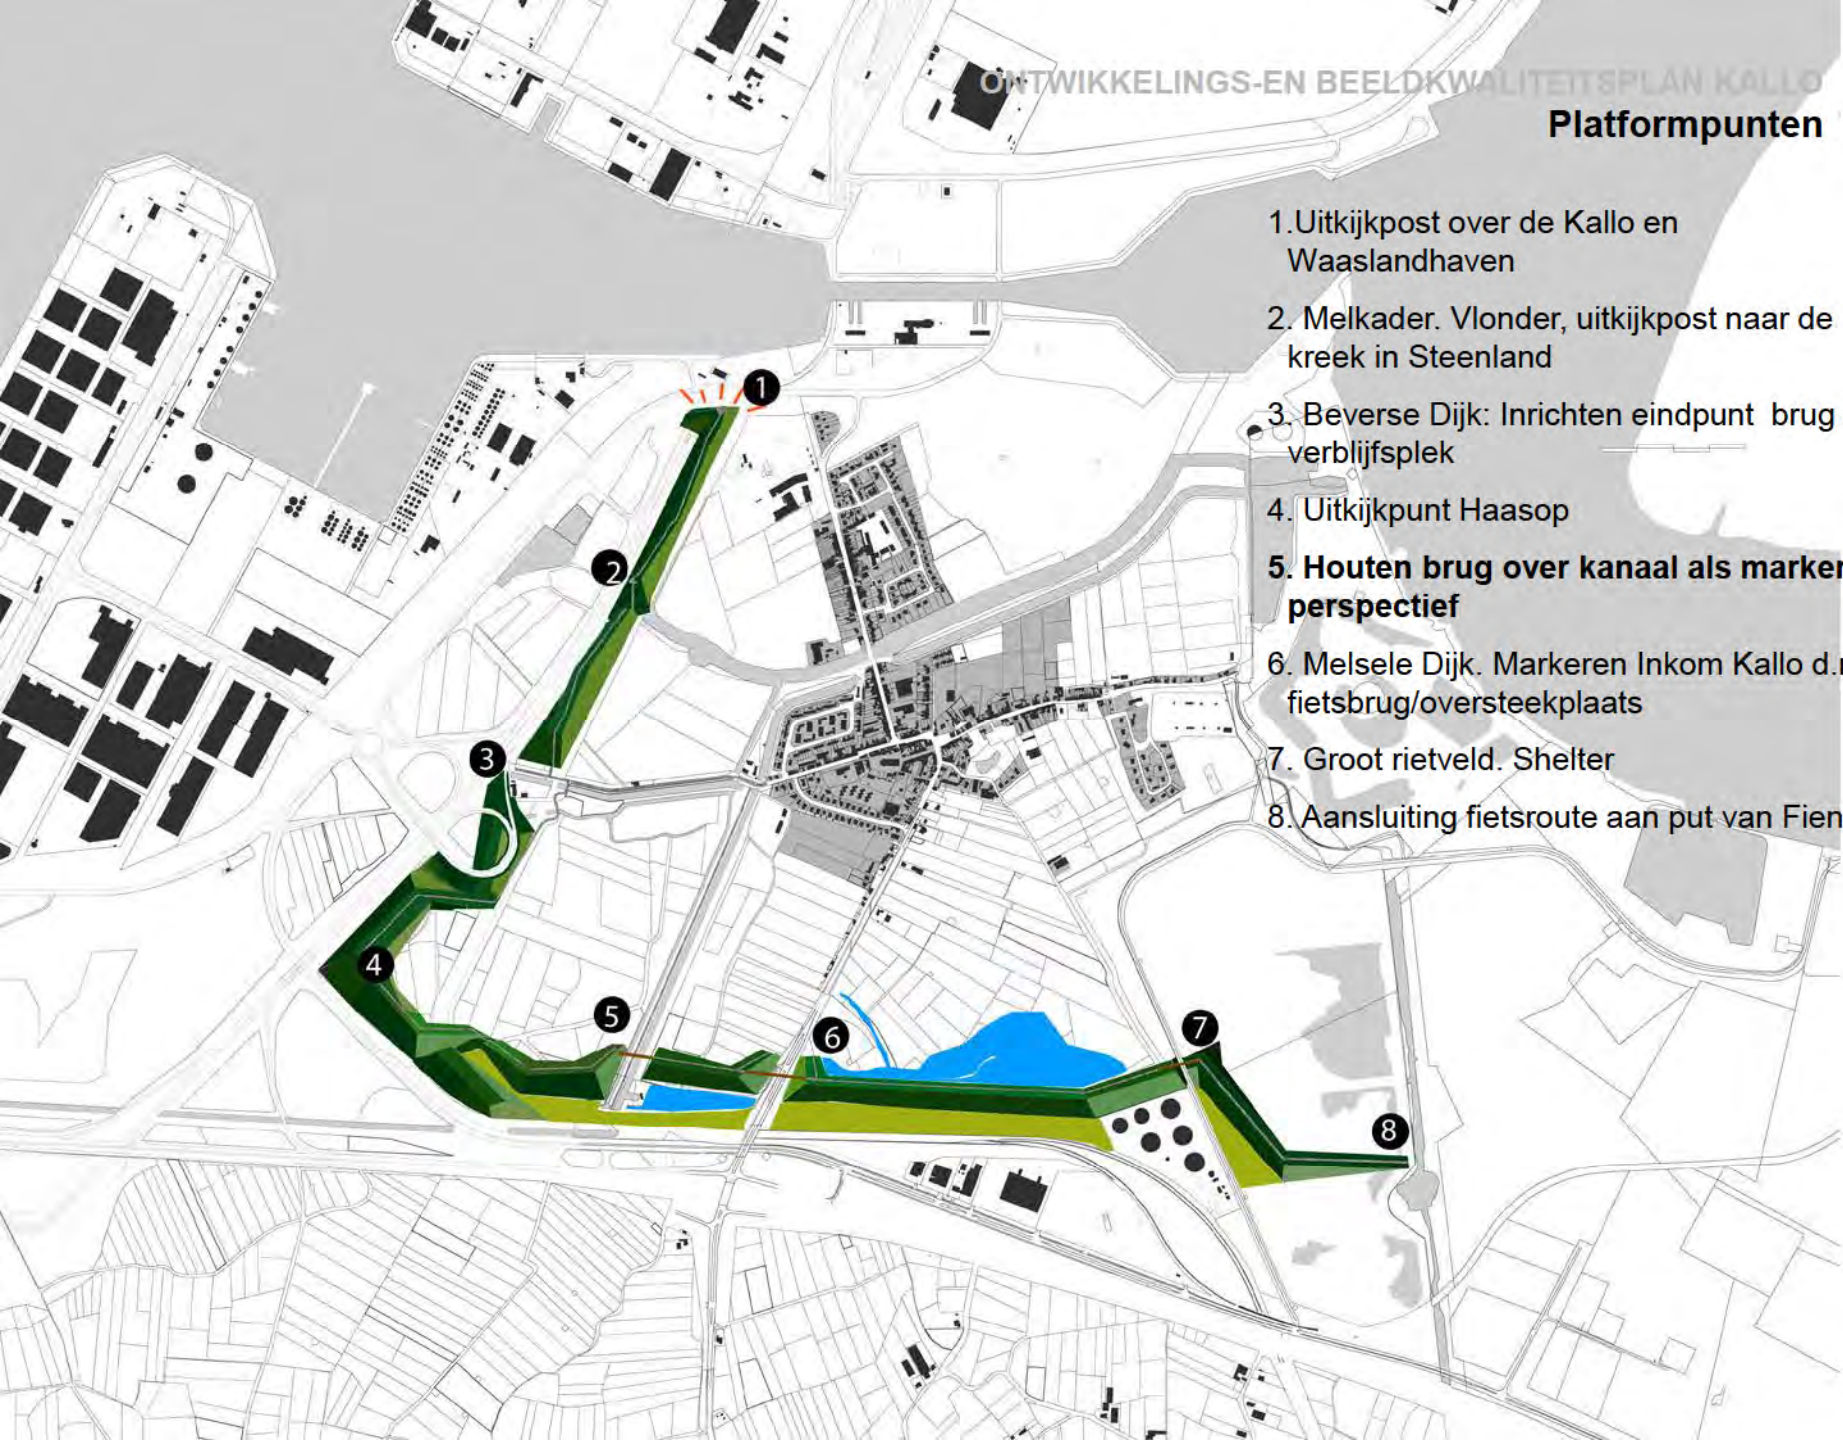 ONTWIKKELINGS-EN BEELDKWALITEITSPLAN KALLO
Platformpunten
1.Uitkijkpost over de Kallo en
Waaslandhaven
2. Melkader. Vlonder, uitkijkpost naar de
kreek in Steenland
3. Beverse Dijk: Inrichten eindpunt brug
verblijfsplek
4. Uitkijkpunt Haasop
5. Houten brug over kanaal als marker
perspectief
6. Melsele Dijk. Markeren Inkom Kallo
fietsbrug/oversteekplaats
7. Groot rietveld. Shelter
8. Aansluiting fietsroute aan put van Fien
1
2
3
4
5
6
7
8